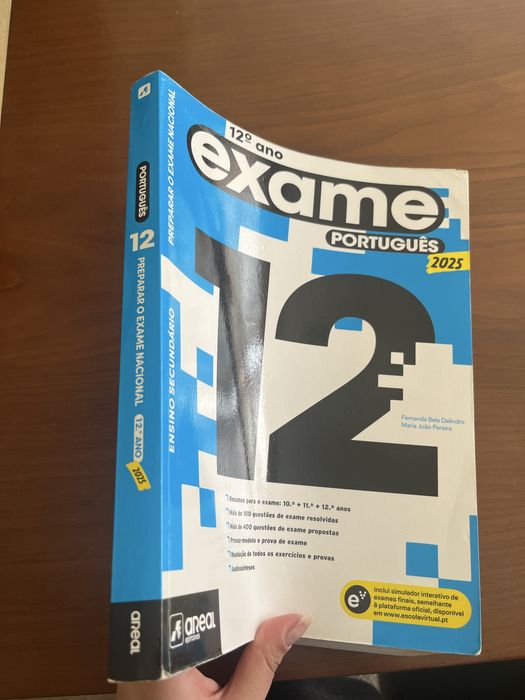 PORTUGUÊS
12
PREPARAR O EXAME NACIONAL
12.º ANO
2025
areal
PREPARAR O EXAME NACIONAL
ENSINO SECUNDÁRIO
12º ano
exame
PORTUGUÊS
2025
12
Fernanda Bela Delindro
Maria João Pereira
Resumos para o exame: 10.º + 11.º + 12.º anos
Mais de 100 questões de exame resolvidas
Mais de 400 questões de exame propostas
Prova-modelo e prova de exame
Resolução de todos os exercícios e provas
Audiossínteses
areal
editores
e
Inclui simulador interativo de
exames finais, semelhante
à plataforma oficial, disponível
em www.escolavirtual.pt